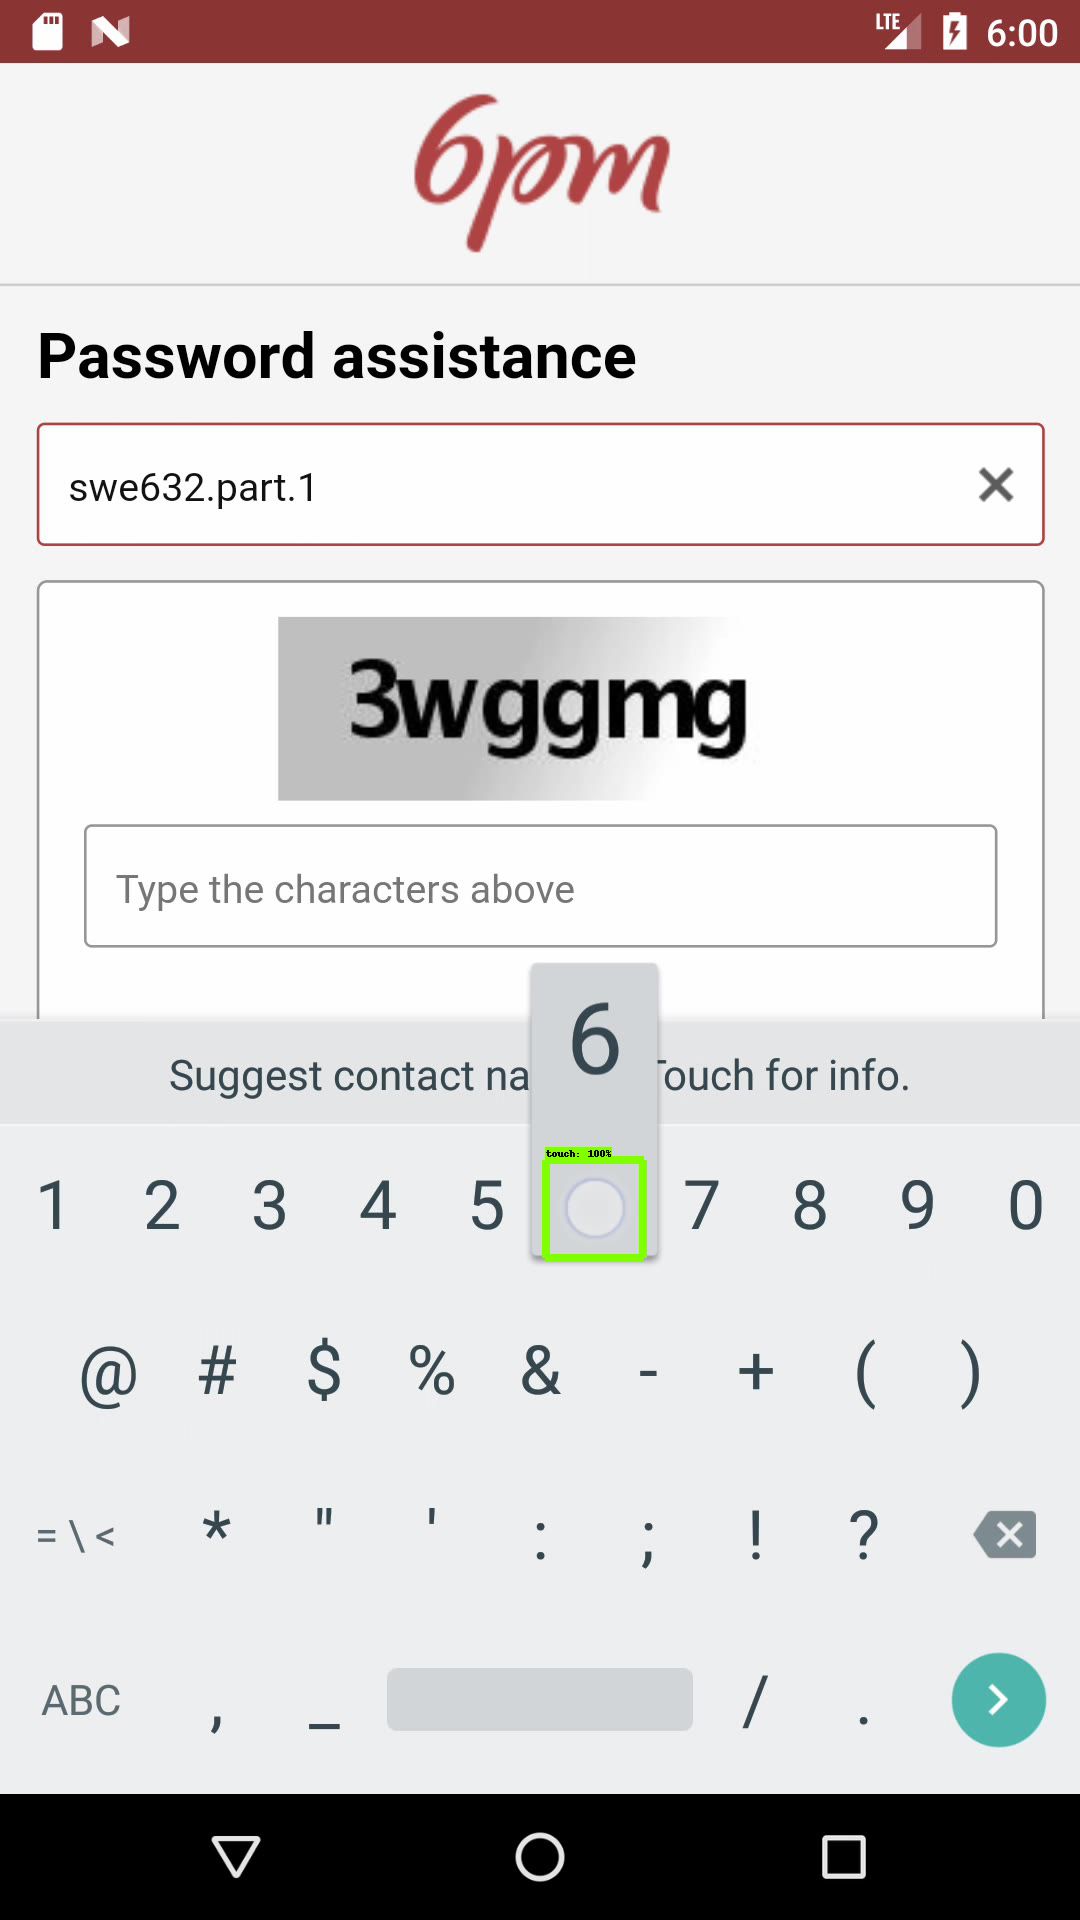 LTE 6:00
6pm
Password assistance
swe632.part.1
3wggmg
Type the characters above
6
Suggest contact na Touch for info.
touch: 100%
1 2 3 4 5 7 8 9 0
@ # $ % & - + ( )
= \ < * " ' : ; ! ?
ABC , _ / .